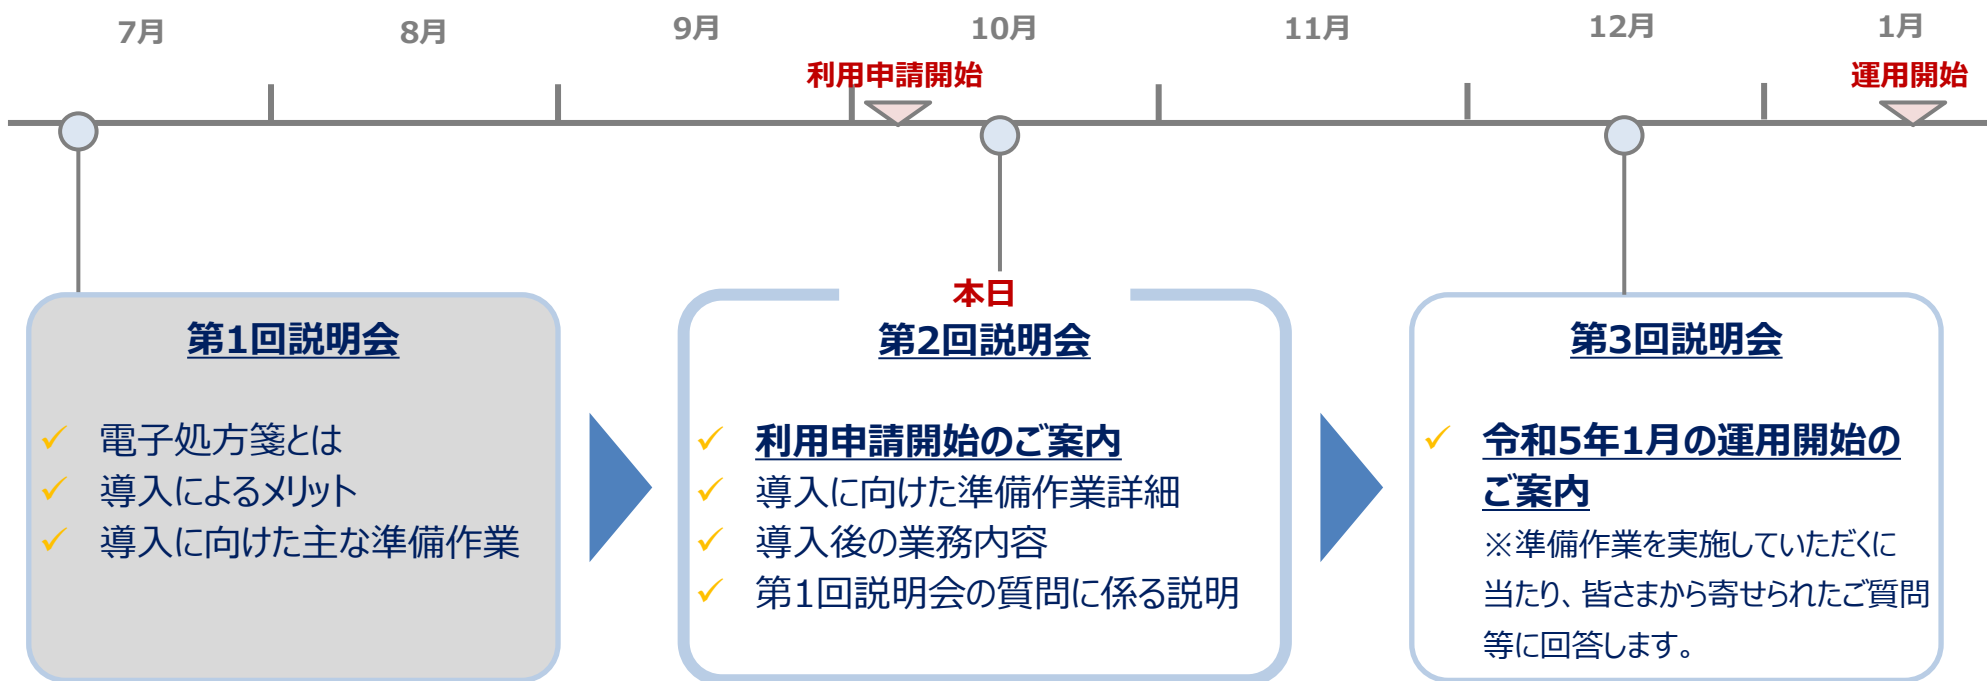 7月
8月
9月
10月
11月
12月
1月
利用申請開始
運用開始
第1回説明会
✓ 電子処方箋とは
✓ 導入によるメリット
✓ 導入に向けた主な準備作業
本日
第2回説明会
✓ 利用申請開始のご案内
✓ 導入に向けた準備作業詳細
✓ 導入後の業務内容
✓ 第1回説明会の質問に係る説明
第3回説明会
✓ 令和5年1月の運用開始の
ご案内
※準備作業を実施していただくに
当たり、皆さまから寄せられたご質問
等に回答します。